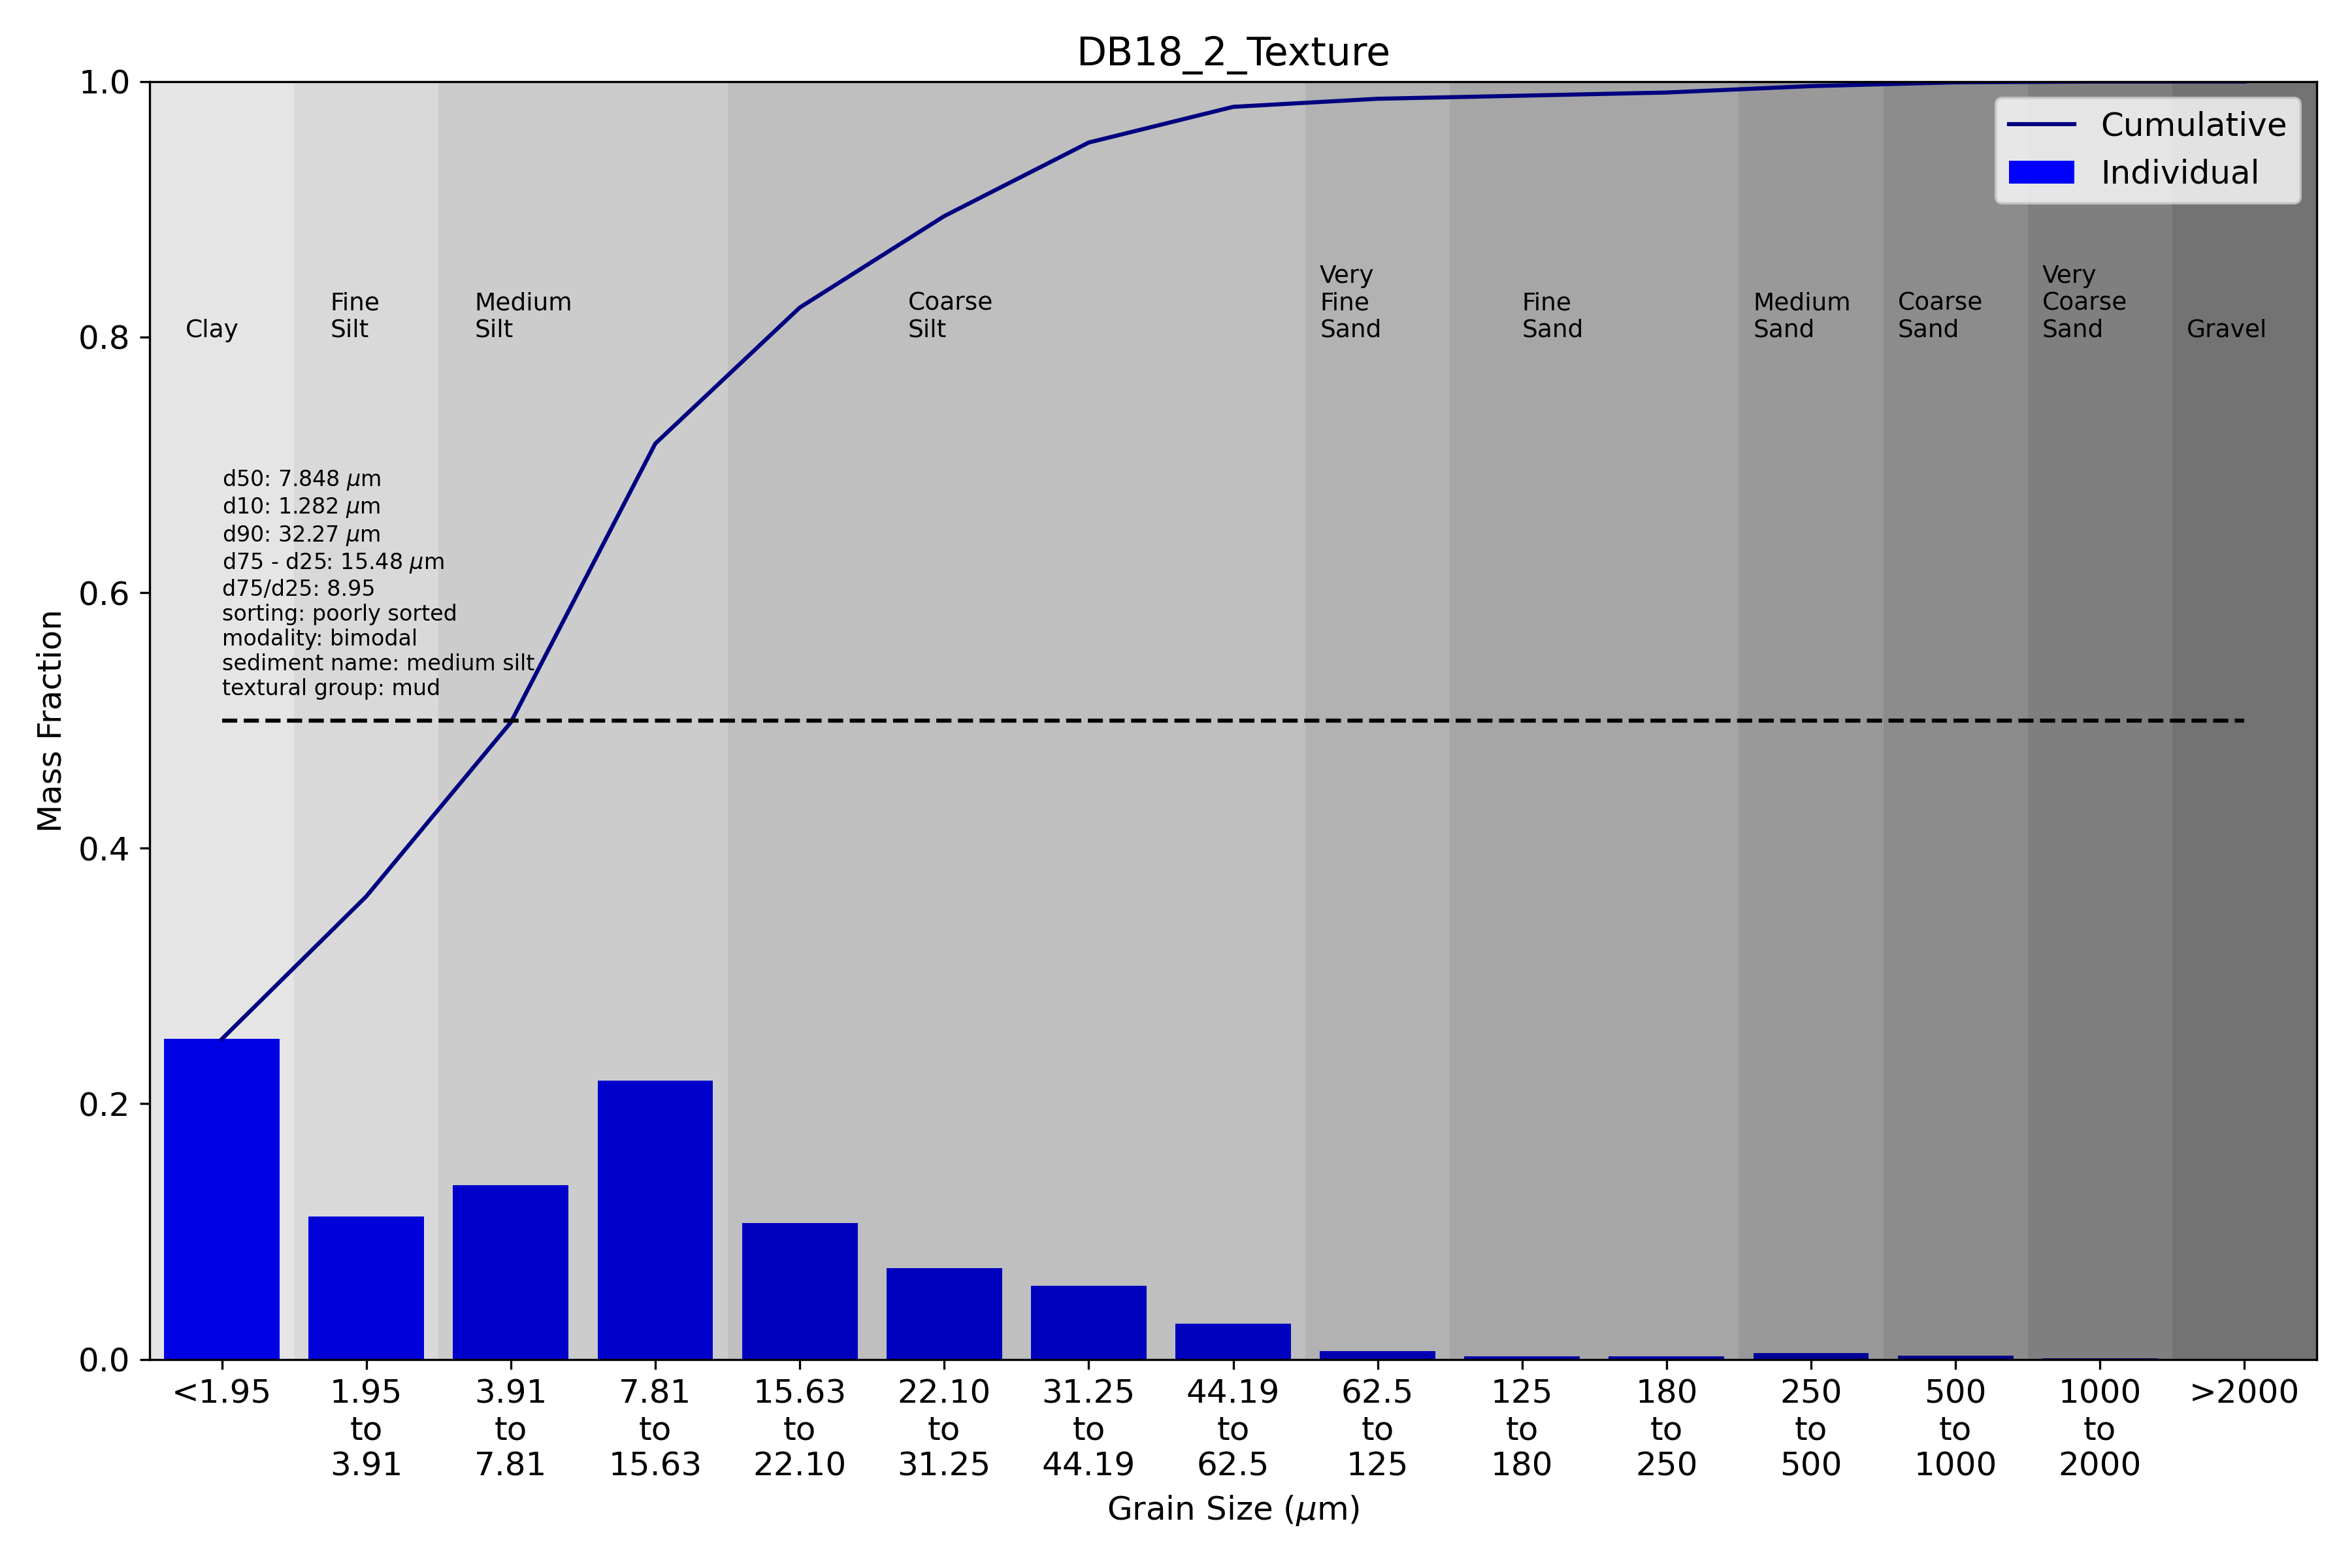 DB18_2_Texture
1.0
0.8
0.6
0.4
0.2
0.0
Mass Fraction
Cumulative
Individual
Clay
Fine
Silt
Medium
Silt
Coarse
Silt
Very
Fine
Sand
Fine
Sand
Medium
Sand
Coarse
Sand
Very
Coarse
Sand
Gravel
d50: 7.848 μm
d10: 1.282 μm
d90: 32.27 μm
d75 - d25: 15.48 μm
d75/d25: 8.95
sorting: poorly sorted
modality: bimodal
sediment name: medium silt
textural group: mud
<1.95
1.95
to
3.91
3.91
to
7.81
7.81
to
15.63
15.63
to
22.10
22.10
to
31.25
31.25
to
44.19
44.19
to
62.5
62.5
to
125
125
to
180
180
to
250
250
to
500
500
to
1000
1000
to
2000
>2000
Grain Size (μm)